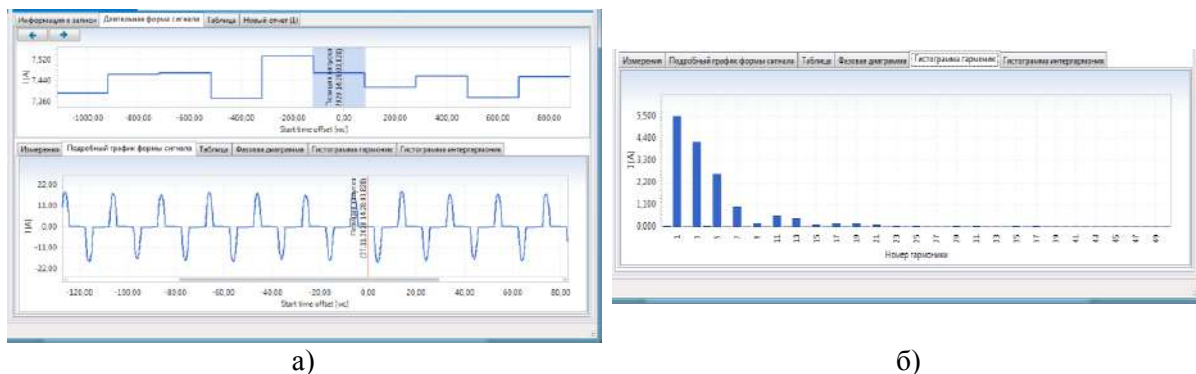 Информация о записи Длительная форма сигнала Таблица Новый отчет (1)
7,520
7,440
7,360
I [A]
-1000,00 -800,00 -600,00 -400,00 -200,00 0,00 200,00 400,00 600,00 800,00
Start time offset [мс]
Измерения Подробный график формы сигнала Таблица Фазовая диаграмма Гистограмма гармоник Гистограмма интергармоник
22.00
11.00
0.00
-11.00
-22.00
I [A]
-120,00 -100,00 -80,00 -60,00 -40,00 -20,00 0,00 20,00 40,00 60,00 80,00
Start time offset [мс]
а)
Измерения Подробный график формы сигнала Таблица Фазовая диаграмма Гистограмма гармоник Гистограмма интергармоник
5,500
4,400
3,300
2,200
1,100
0,000
I [A]
1 3 5 7 9 11 13 15 17 19 21 23 25 27 29 31 33 35 37 39 41 43 45 47 49
Номер гармоники
б)